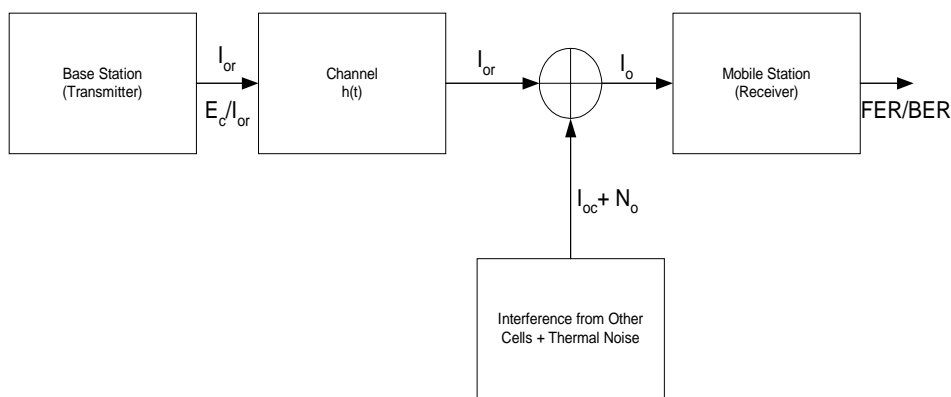 Base Station
(Transmitter)
I_or
E_c/I_or
Channel
h(t)
I_or
I_o
Mobile Station
(Receiver)
FER/BER
I_oc + N_o
Interference from Other
Cells + Thermal Noise